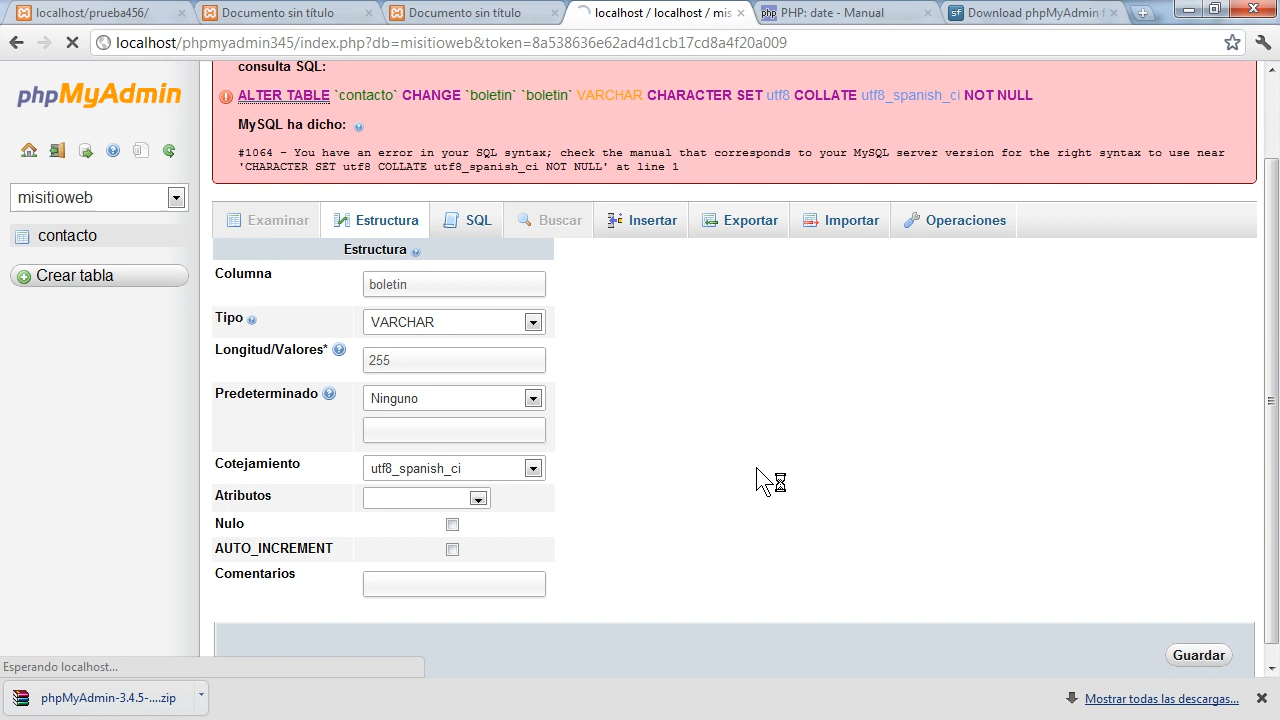 localhost/prueba456/
Documento sin título
Documento sin título
localhost / localhost / mis
PHP: date - Manual
Download phpMyAdmin f
localhost/phpmyadmin345/index.php?db=misitioweb&token=8a538636e62ad4d1cb17cd8a4f20a009
phpMyAdmin
misitioweb
contacto
Crear tabla
consulta SQL:
ALTER TABLE `contacto` CHANGE `boletin` `boletin` VARCHAR CHARACTER SET utf8 COLLATE utf8_spanish_ci NOT NULL
MySQL ha dicho:
#1064 - You have an error in your SQL syntax; check the manual that corresponds to your MySQL server version for the right syntax to use near
'CHARACTER SET utf8 COLLATE utf8_spanish_ci NOT NULL' at line 1
Examinar
Estructura
SQL
Buscar
Insertar
Exportar
Importar
Operaciones
Estructura
Columna
boletin
Tipo
VARCHAR
Longitud/Valores*
255
Predeterminado
Ninguno
Cotejamiento
utf8_spanish_ci
Atributos
Nulo
AUTO_INCREMENT
Comentarios
Guardar
Esperando localhost...
phpMyAdmin-3.4.5-....zip
Mostrar todas las descargas...